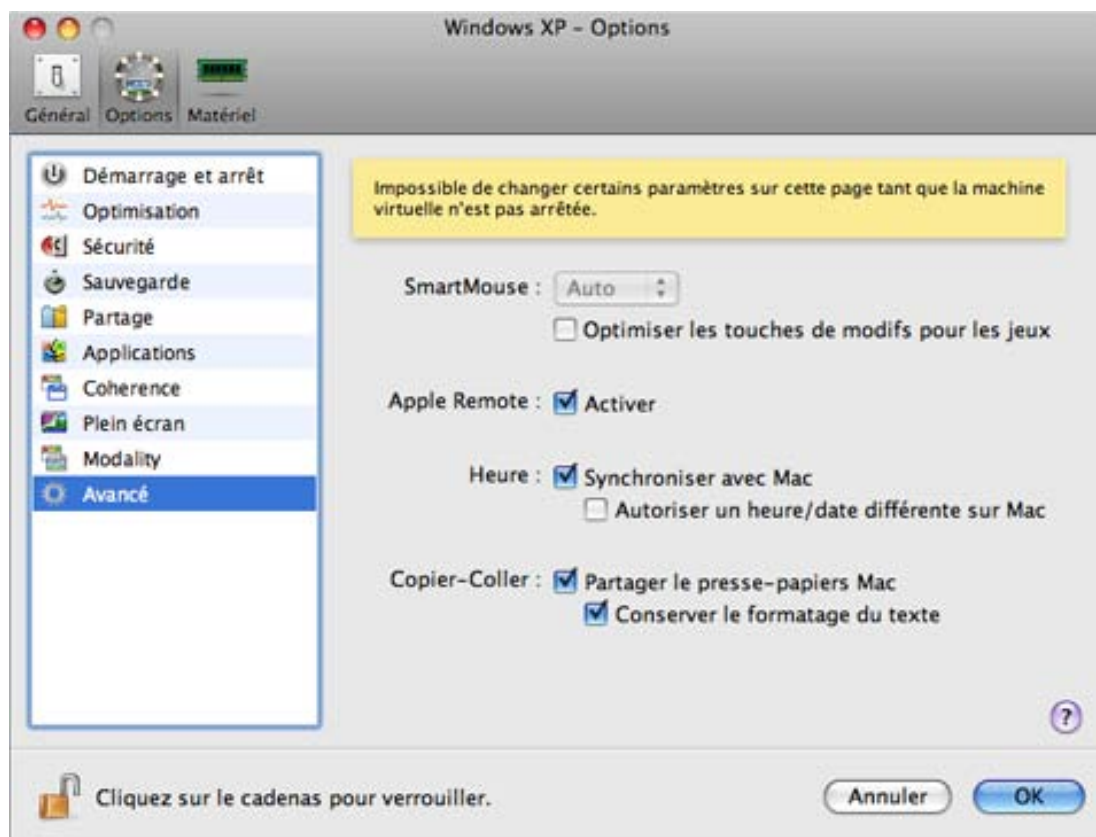 Windows XP – Options
Général Options Matériel
Démarrage et arrêt
Optimisation
Sécurité
Sauvegarde
Partage
Applications
Coherence
Plein écran
Modality
Avancé
Impossible de changer certains paramètres sur cette page tant que la machine
virtuelle n'est pas arrêtée.
SmartMouse : Auto
Optimiser les touches de modifs pour les jeux
Apple Remote : Activer
Heure : Synchroniser avec Mac
Autoriser un heure/date différente sur Mac
Copier-Coller : Partager le presse-papiers Mac
Conserver le formatage du texte
?
Cliquez sur le cadenas pour verrouiller.
Annuler OK